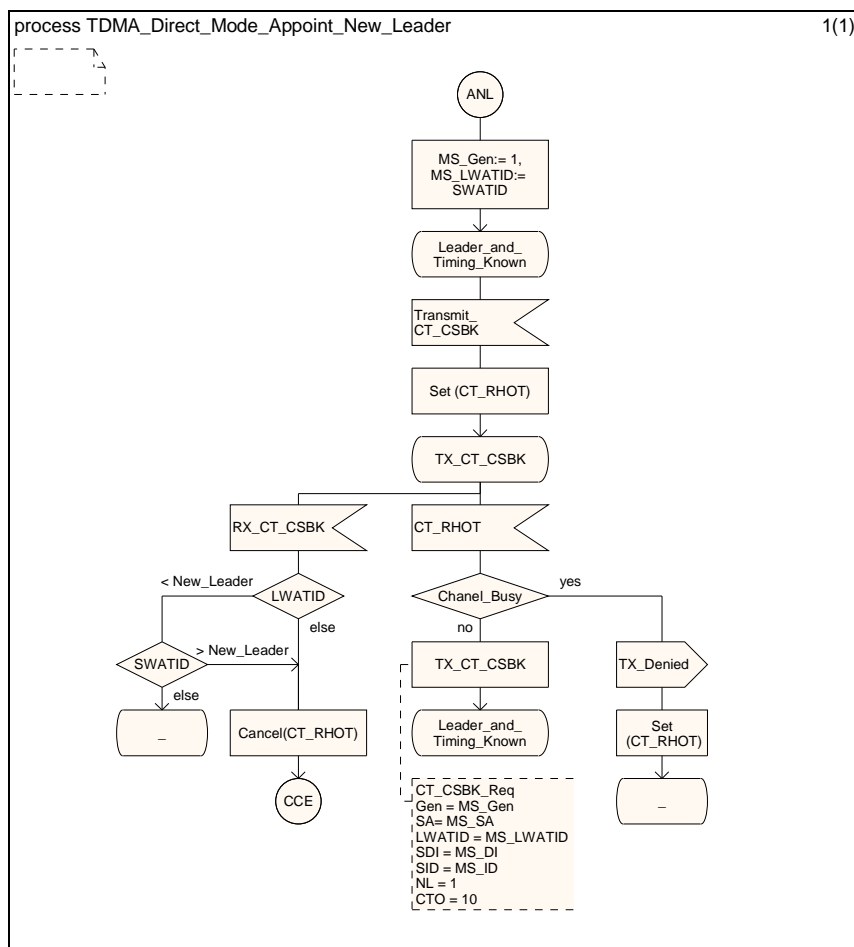 process TDMA_Direct_Mode_Appoint_New_Leader 1(1)
ANL
MS_Gen:= 1,
MS_LWATID:=
SWATID
Leader_and_
Timing_Known
Transmit_
CT_CSBK
Set (CT_RHOT)
TX_CT_CSBK
RX_CT_CSBK
CT_RHOT
< New_Leader
LWATID
else
Chanel_Busy
yes
no
SWATID
> New_Leader
else
TX_CT_CSBK
TX_Denied
_
Cancel(CT_RHOT)
Leader_and_
Timing_Known
Set
(CT_RHOT)
CCE
_
CT_CSBK_Req
Gen = MS_Gen
SA= MS_SA
LWATID = MS_LWATID
SDI = MS_DI
SID = MS_ID
NL = 1
CTO = 10